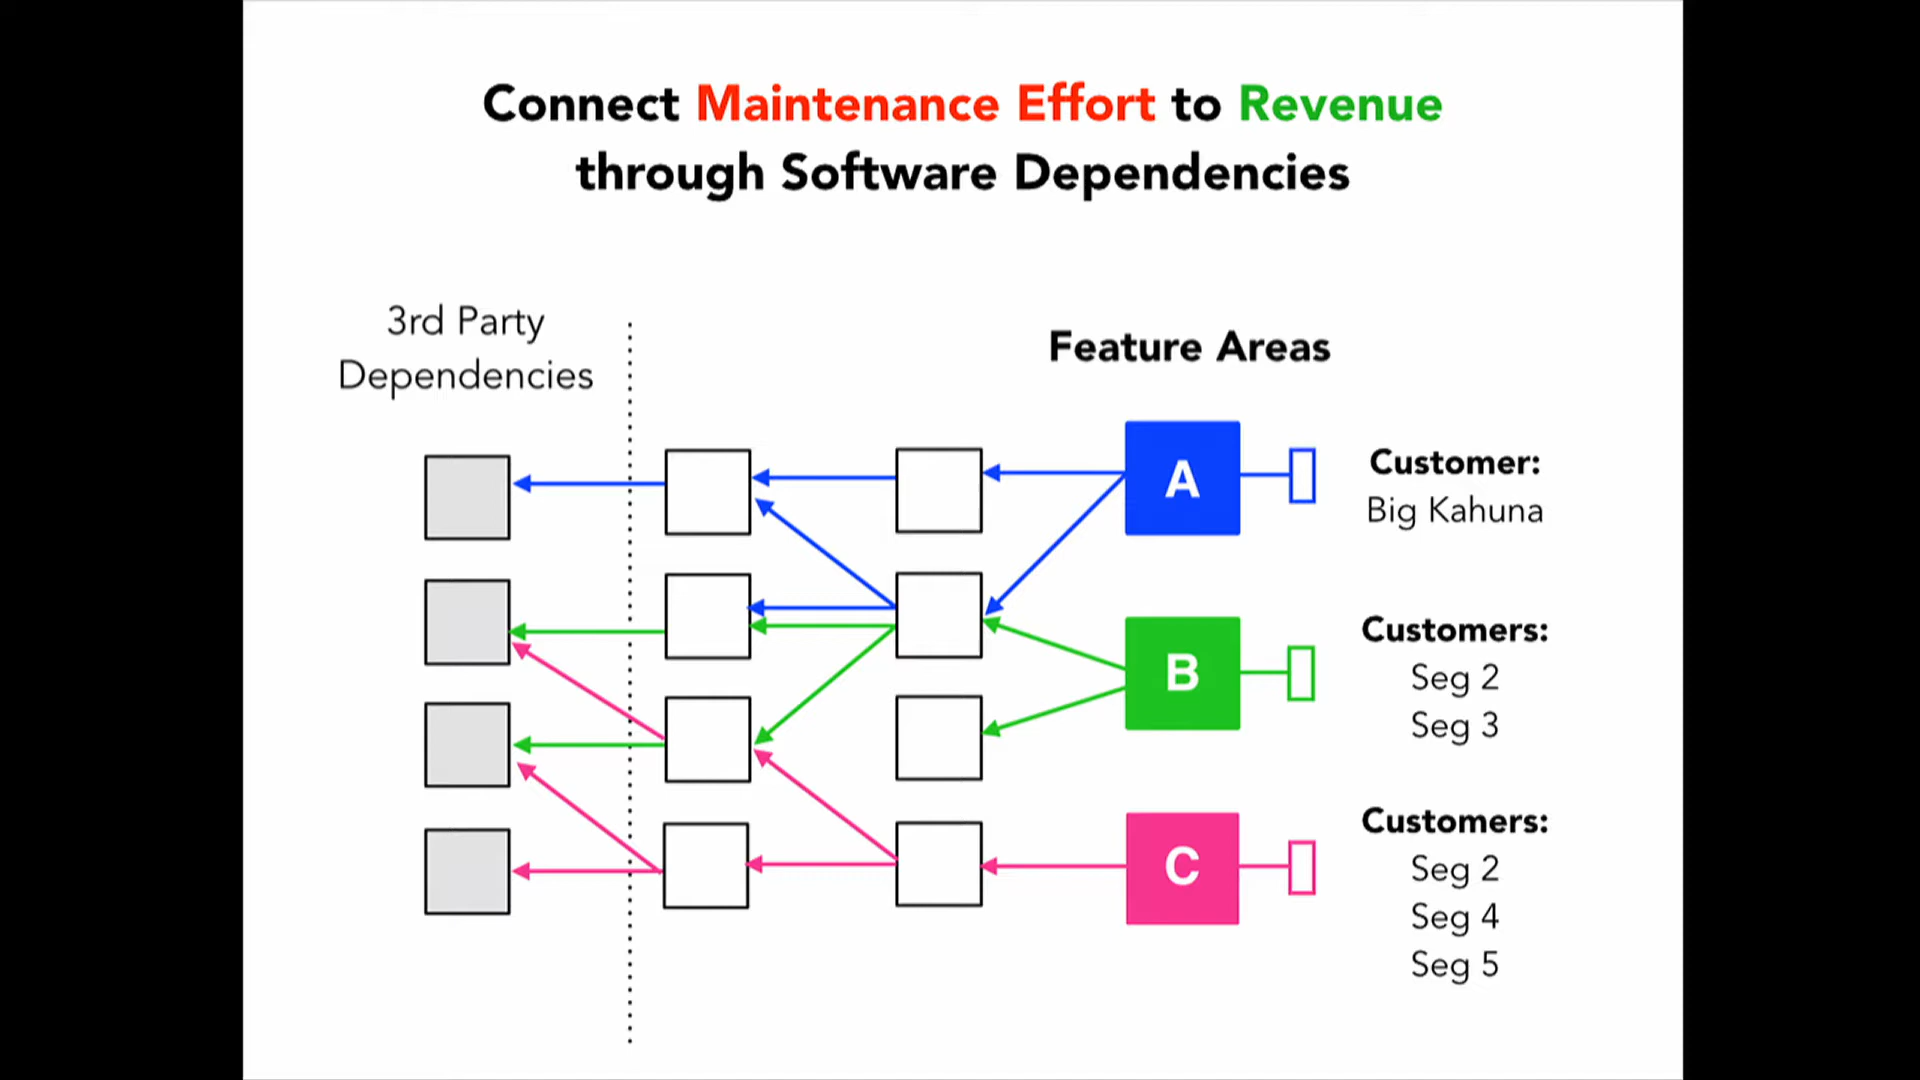 Connect Maintenance Effort to Revenue
through Software Dependencies
3rd Party
Dependencies
Feature Areas
A
Customer:
Big Kahuna
B
Customers:
Seg 2
Seg 3
C
Customers:
Seg 2
Seg 4
Seg 5